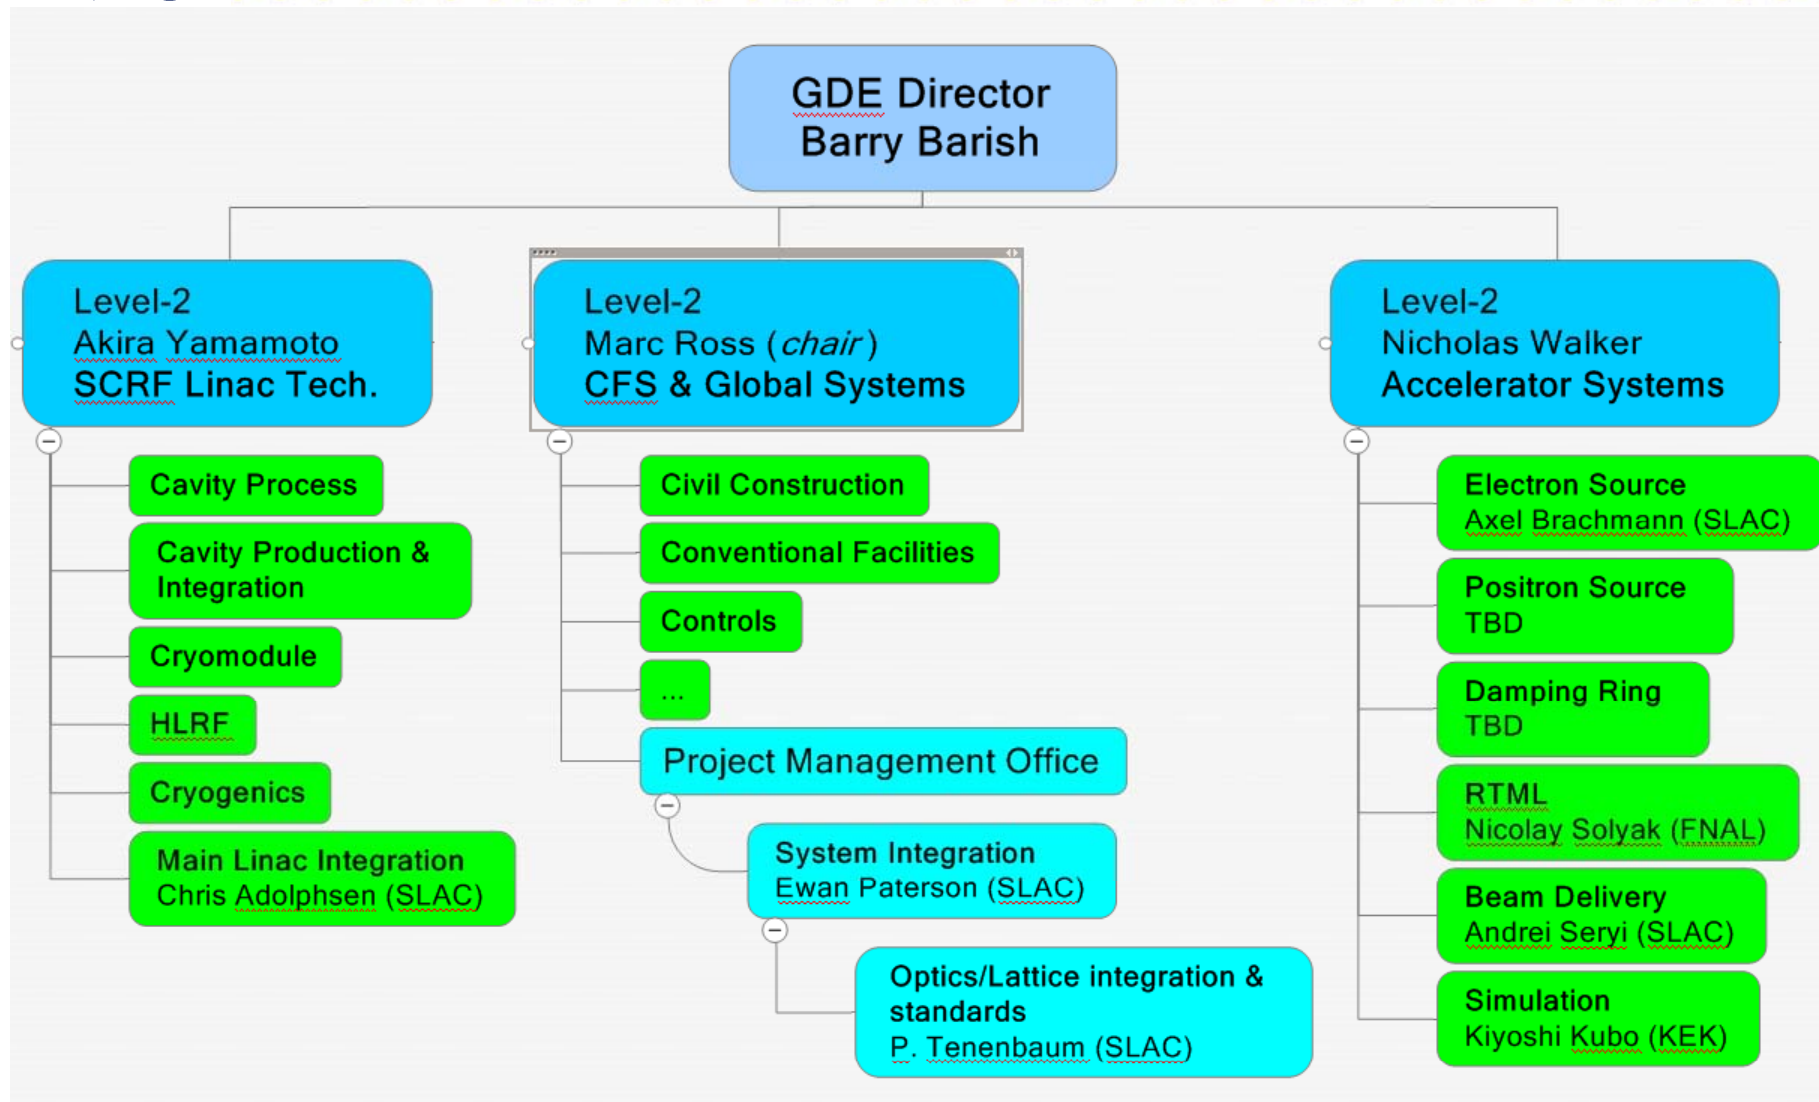 GDE Director
Barry Barish
Level-2
Akira Yamamoto
SCRF Linac Tech.
Cavity Process
Cavity Production &
Integration
Cryomodule
HLRF
Cryogenics
Main Linac Integration
Chris Adolphsen (SLAC)
Level-2
Marc Ross (chair)
CFS & Global Systems
Civil Construction
Conventional Facilities
Controls
...
Project Management Office
System Integration
Ewan Paterson (SLAC)
Optics/Lattice integration &
standards
P. Tenenbaum (SLAC)
Level-2
Nicholas Walker
Accelerator Systems
Electron Source
Axel Brachmann (SLAC)
Positron Source
TBD
Damping Ring
TBD
RTML
Nicolay Solyak (FNAL)
Beam Delivery
Andrei Seryi (SLAC)
Simulation
Kiyoshi Kubo (KEK)